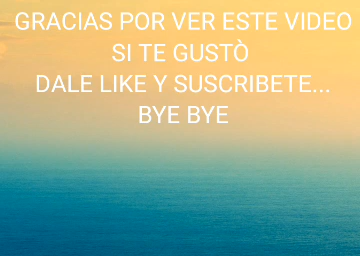 GRACIAS POR VER ESTE VIDEO
SI TE GUSTÒ
DALE LIKE Y SUSCRIBETE...
BYE BYE